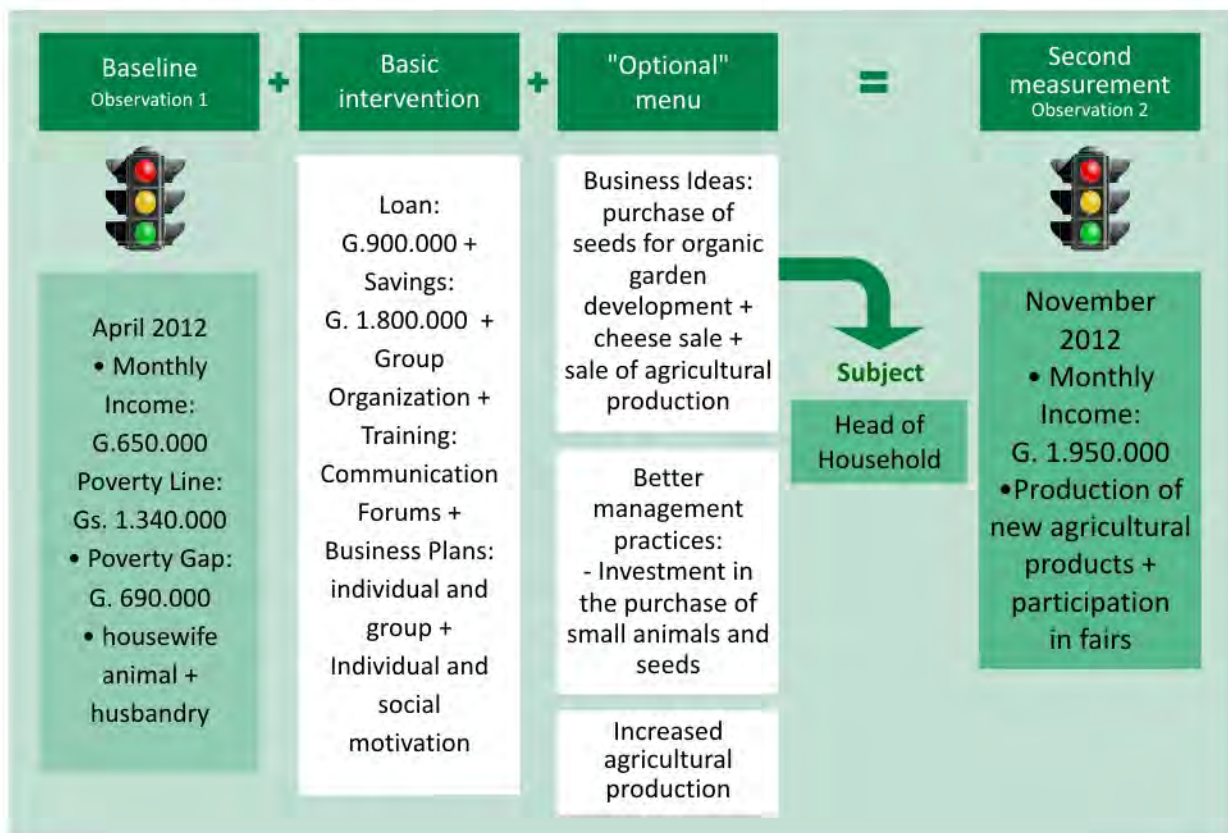 Baseline
Observation 1
+
Basic
intervention
+
"Optional"
menu
=
Second
measurement
Observation 2
April 2012
• Monthly
Income:
G.650.000
Poverty Line:
Gs. 1.340.000
• Poverty Gap:
G. 690.000
• housewife
animal +
husbandry
Loan:
G.900.000 +
Savings:
G. 1.800.000 +
Group
Organization +
Training:
Communication
Forums +
Business Plans:
individual and
group +
Individual and
social
motivation
Business Ideas:
purchase of
seeds for organic
garden
development +
cheese sale +
sale of agricultural
production
Better
management
practices:
- Investment in
the purchase of
small animals and
seeds
Increased
agricultural
production
Subject
Head of
Household
November
2012
• Monthly
Income:
G. 1.950.000
•Production of
new agricultural
products +
participation
in fairs